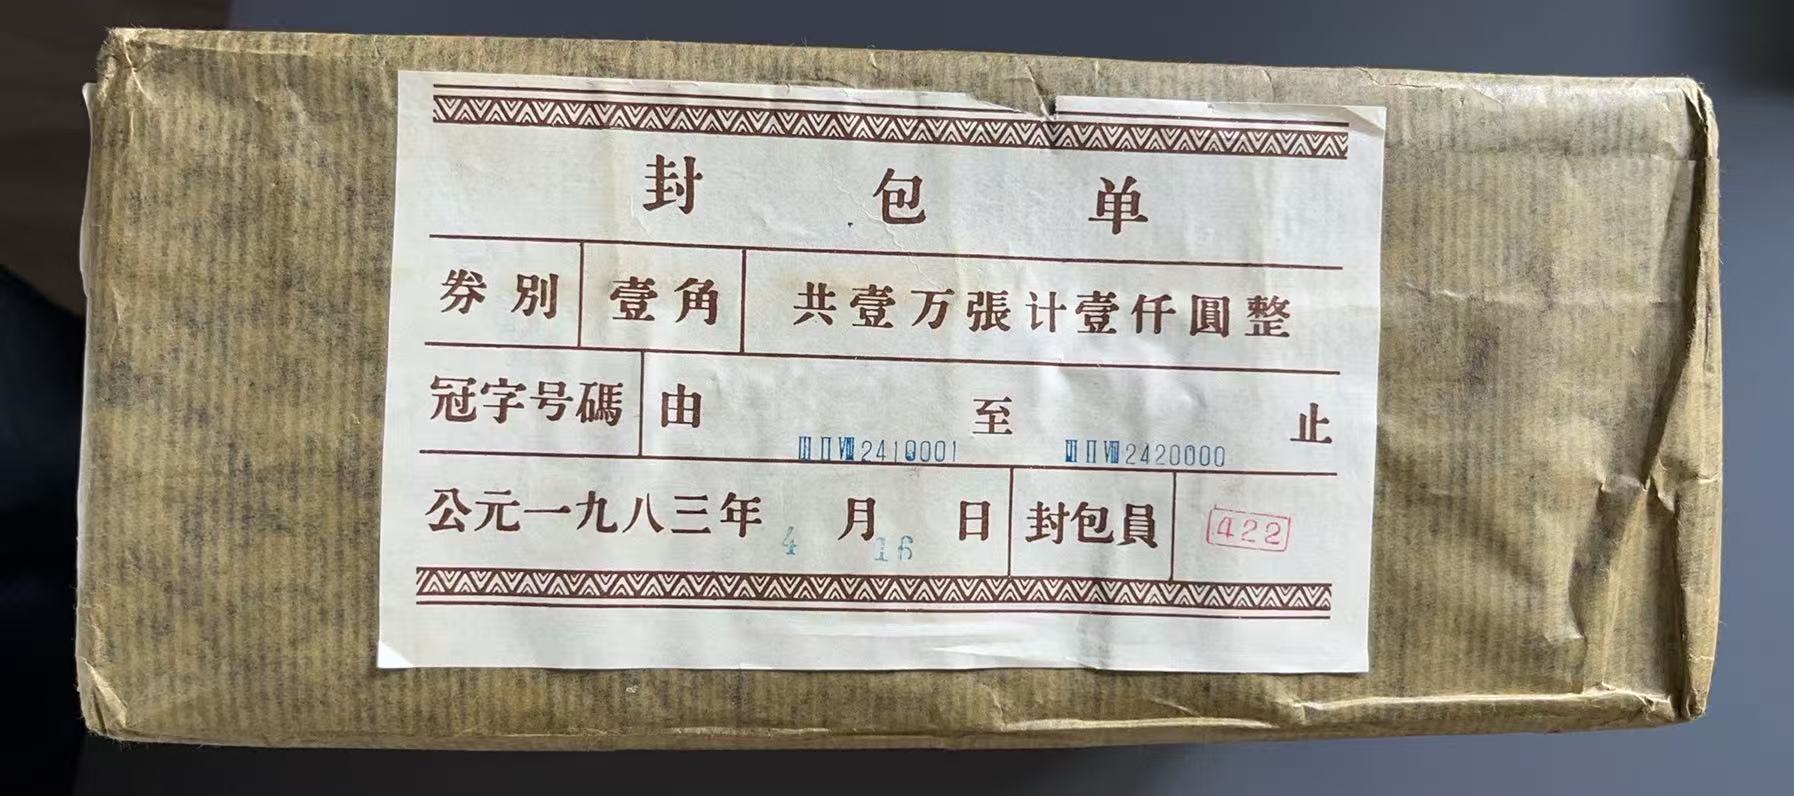 封包单
券別 壹角 共壹万張计壹仟圓整
冠字号碼 由 ⅢⅡⅧ2410001 至 ⅢⅡⅧ2420000 止
公元一九八三年 4 月 16 日 封包員 422